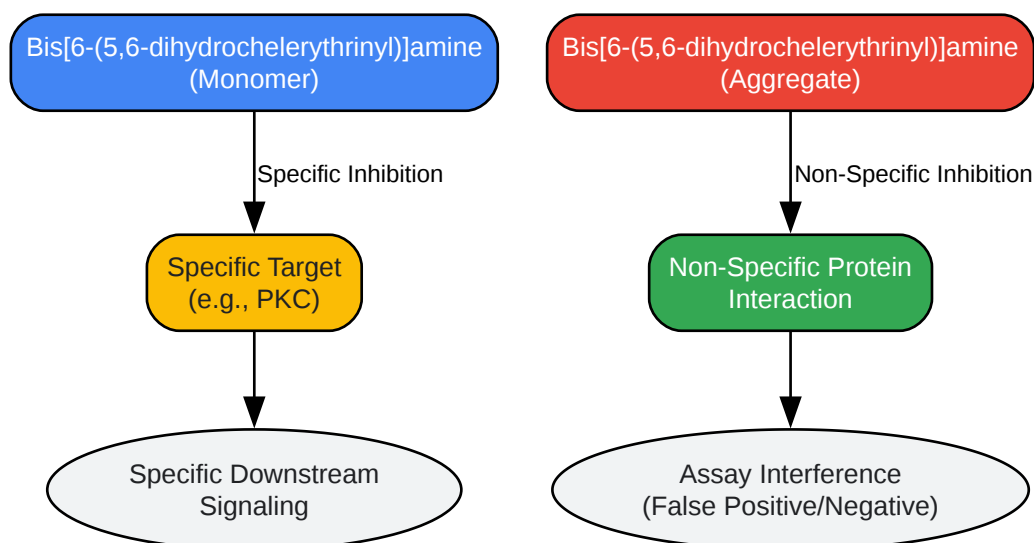 Bis[6-(5,6-dihydrochelerythrinyl)]amine
(Monomer)
Bis[6-(5,6-dihydrochelerythrinyl)]amine
(Aggregate)
Specific Inhibition
Non-Specific Inhibition
Specific Target
(e.g., PKC)
Non-Specific Protein
Interaction
Specific Downstream
Signaling
Assay Interference
(False Positive/Negative)